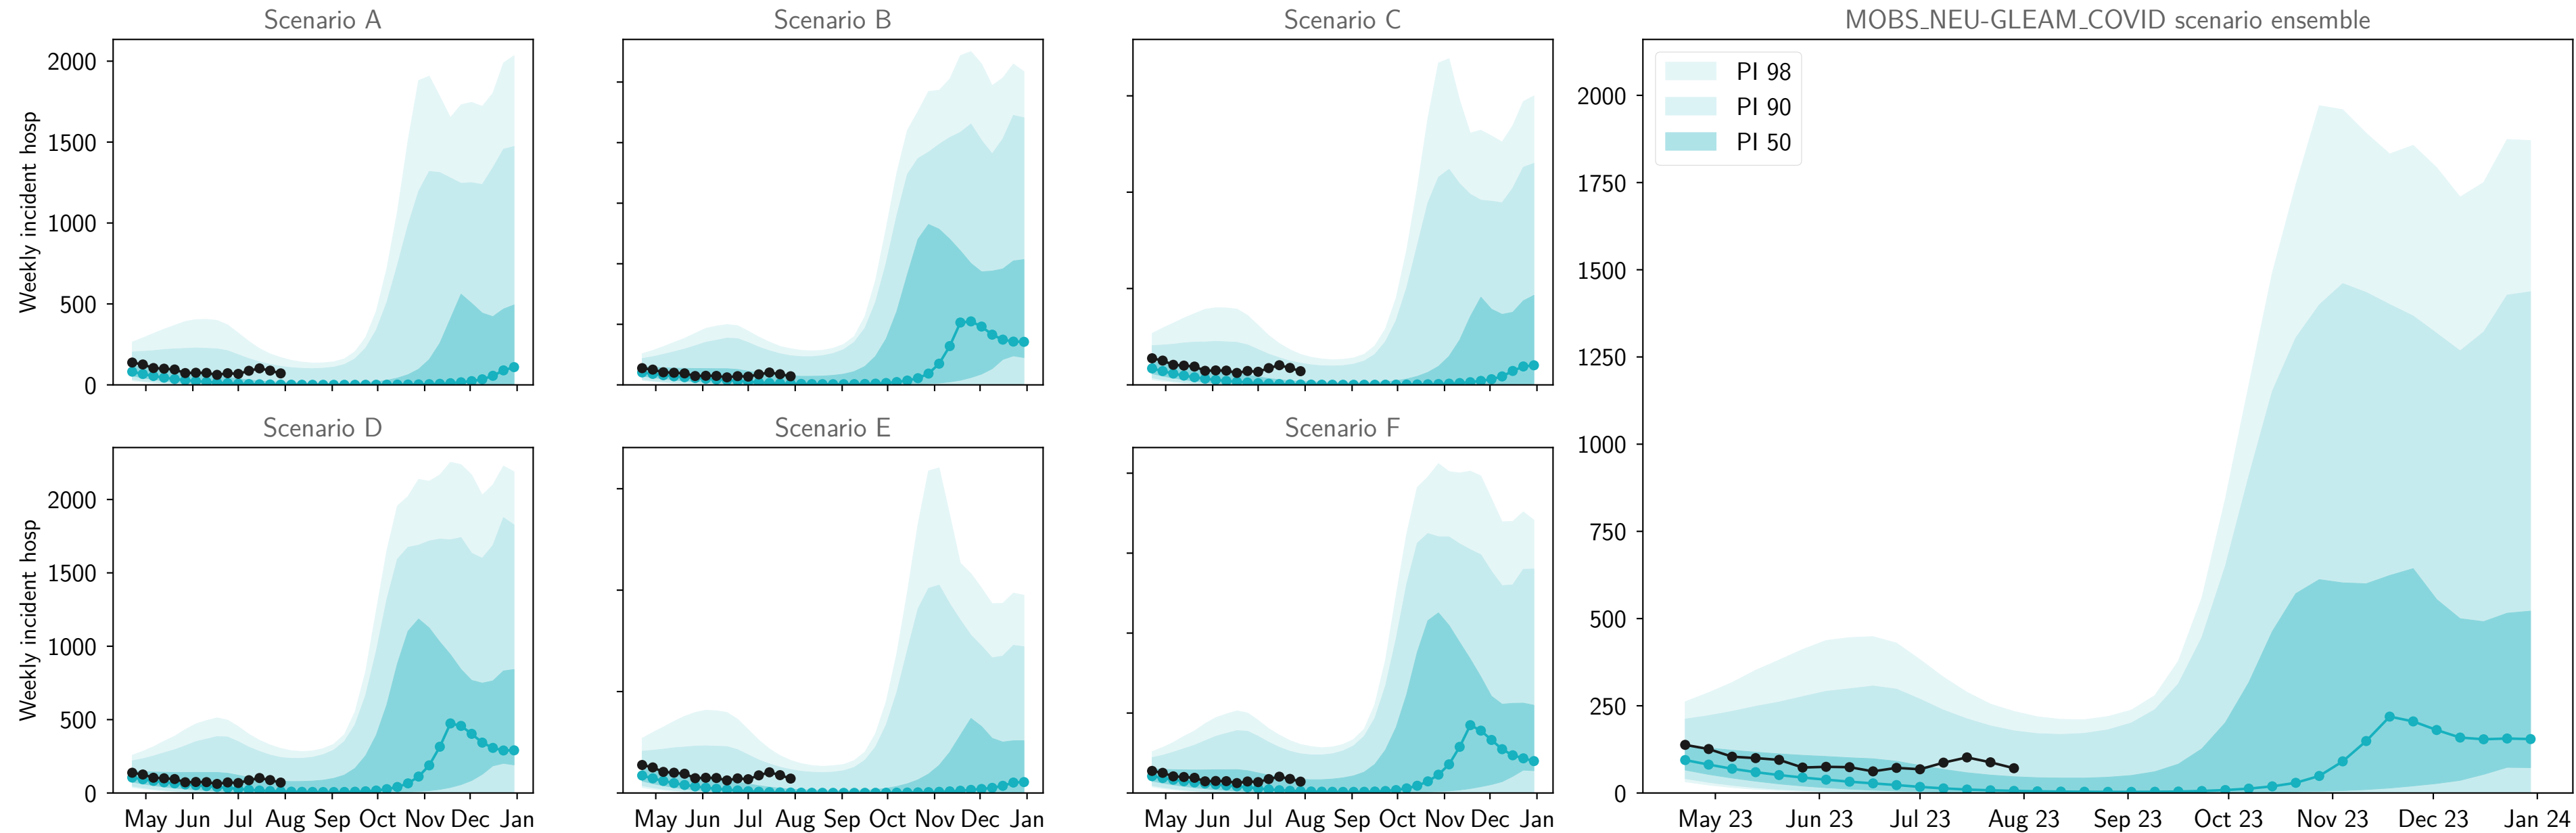 Scenario A
Scenario B
Scenario C
MOBS_NEU-GLEAM_COVID scenario ensemble
Weekly incident hosp
2000
1500
1000
500
0
PI 98
PI 90
PI 50
2000
1750
1500
1250
1000
750
500
250
0
May 23 Jun 23 Jul 23 Aug 23 Sep 23 Oct 23 Nov 23 Dec 23 Jan 24
Scenario D
Scenario E
Scenario F
Weekly incident hosp
2000
1500
1000
500
0
May Jun Jul Aug Sep Oct Nov Dec Jan
May Jun Jul Aug Sep Oct Nov Dec Jan
May Jun Jul Aug Sep Oct Nov Dec Jan